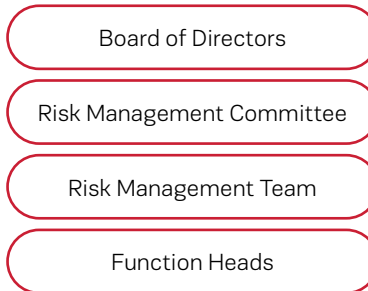 Board of Directors
Risk Management Committee
Risk Management Team
Function Heads